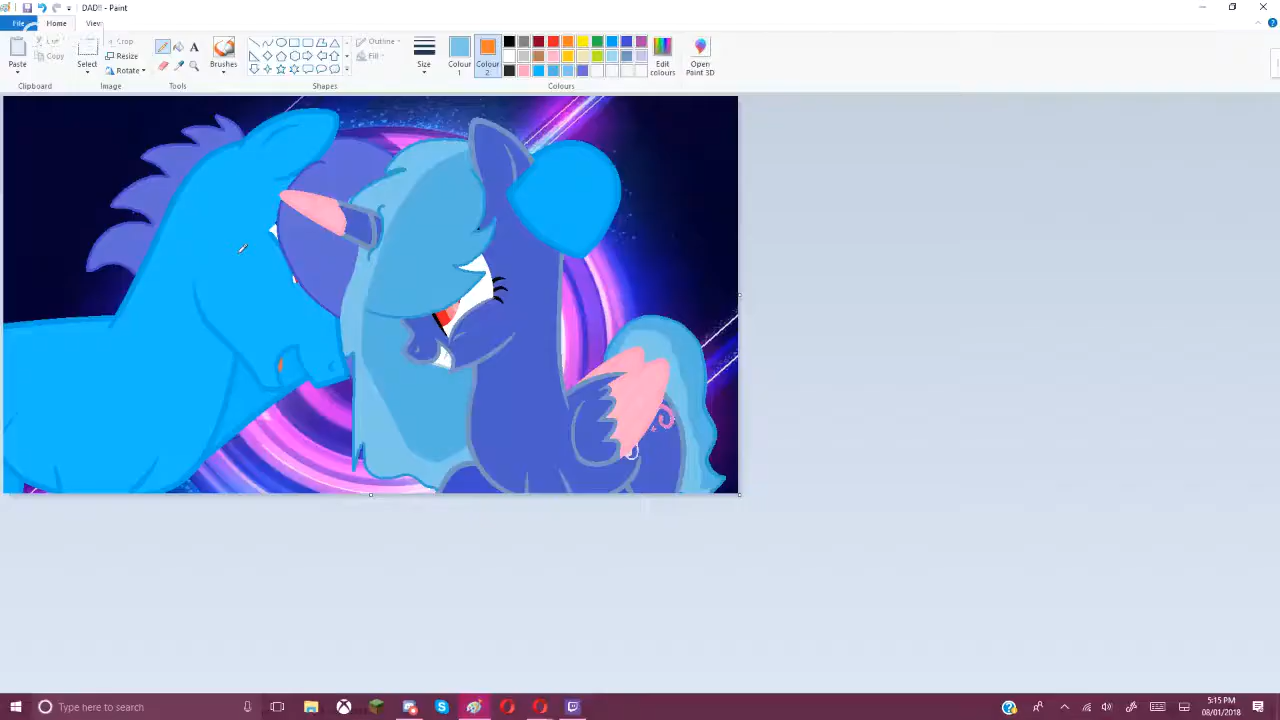 DAD!! - Paint
File Home View
Paste Cut Copy
Clipboard
Select Crop Resize Rotate
Image
A
Tools
Brushes
Outline Fill
Shapes
Size
Colour 1
Colour 2
Edit colours
Colours
Open Paint 3D
Type here to search
5:15 PM
08/01/2018